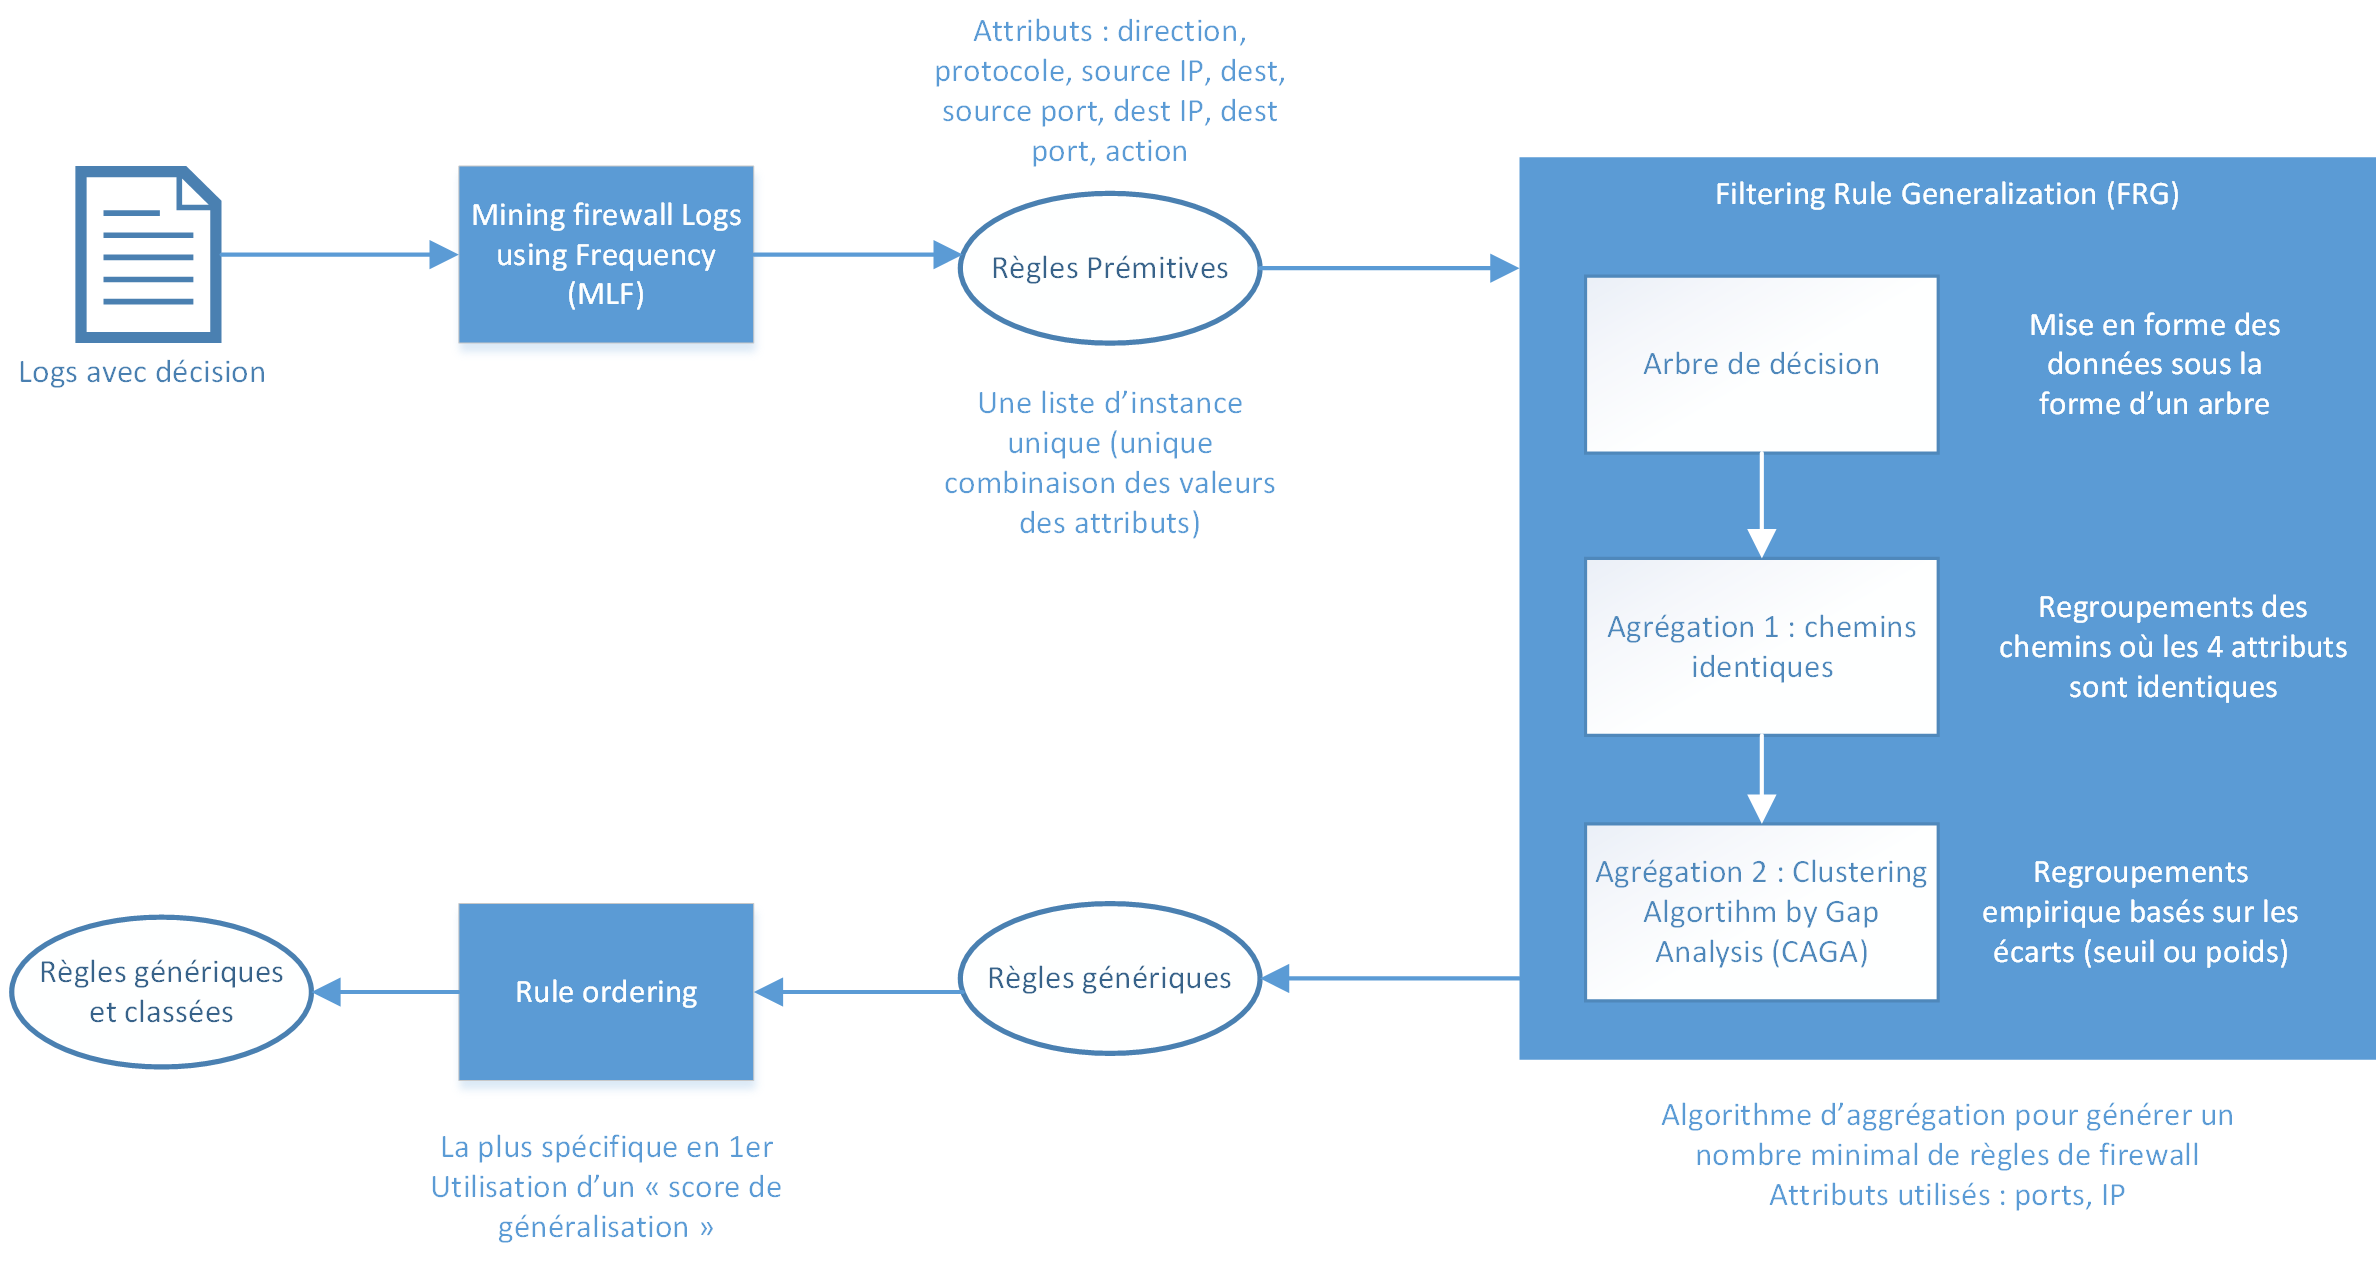 Attributs : direction,
protocole, source IP, dest,
source port, dest IP, dest
port, action
Logs avec décision
Mining firewall Logs
using Frequency
(MLF)
Règles Prémitives
Une liste d’instance
unique (unique
combinaison des valeurs
des attributs)
Filtering Rule Generalization (FRG)
Arbre de décision
Mise en forme des
données sous la
forme d’un arbre
Agrégation 1 : chemins
identiques
Regroupements des
chemins où les 4 attributs
sont identiques
Agrégation 2 : Clustering
Algortihm by Gap
Analysis (CAGA)
Regroupements
empirique basés sur les
écarts (seuil ou poids)
Algorithme d’aggrégation pour générer un
nombre minimal de règles de firewall
Attributs utilisés : ports, IP
Règles génériques
Rule ordering
La plus spécifique en 1er
Utilisation d’un « score de
généralisation »
Règles génériques
et classées